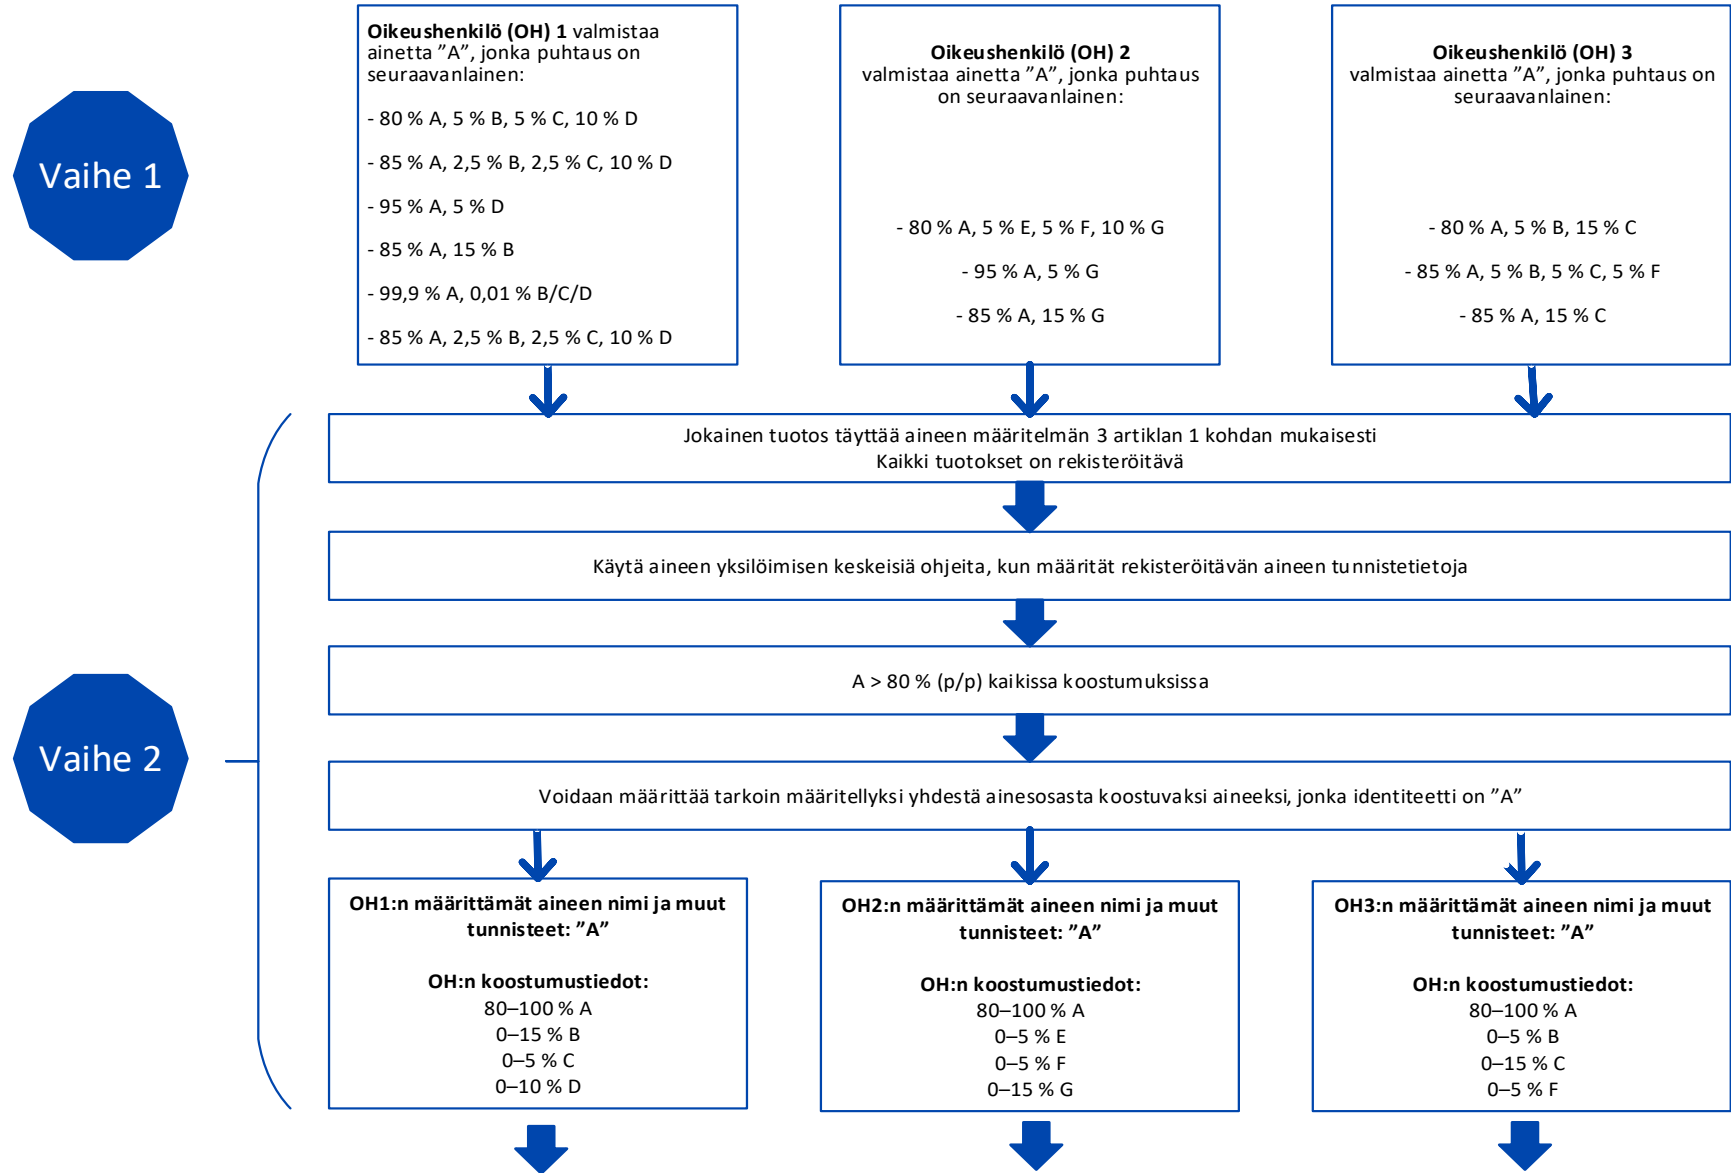 Vaihe 1
Oikeushenkilö (OH) 1 valmistaa
ainetta ”A”, jonka puhtaus on
seuraavanlainen:
- 80 % A, 5 % B, 5 % C, 10 % D
- 85 % A, 2,5 % B, 2,5 % C, 10 % D
- 95 % A, 5 % D
- 85 % A, 15 % B
- 99,9 % A, 0,01 % B/C/D
- 85 % A, 2,5 % B, 2,5 % C, 10 % D
Oikeushenkilö (OH) 2
valmistaa ainetta ”A”, jonka puhtaus
on seuraavanlainen:
- 80 % A, 5 % E, 5 % F, 10 % G
- 95 % A, 5 % G
- 85 % A, 15 % G
Oikeushenkilö (OH) 3
valmistaa ainetta ”A”, jonka puhtaus on
seuraavanlainen:
- 80 % A, 5 % B, 15 % C
- 85 % A, 5 % B, 5 % C, 5 % F
- 85 % A, 15 % C
Vaihe 2
Jokainen tuotos täyttää aineen määritelmän 3 artiklan 1 kohdan mukaisesti
Kaikki tuotokset on rekisteröitävä
Käytä aineen yksilöimisen keskeisiä ohjeita, kun määrität rekisteröitävän aineen tunnistetietoja
A > 80 % (p/p) kaikissa koostumuksissa
Voidaan määrittää tarkoin määritellyksi yhdestä ainesosasta koostuvaksi aineeksi, jonka identiteetti on ”A”
OH1:n määrittämät aineen nimi ja muut
tunnisteet: ”A”
OH:n koostumustiedot:
80–100 % A
0–15 % B
0–5 % C
0–10 % D
OH2:n määrittämät aineen nimi ja muut
tunnisteet: ”A”
OH:n koostumustiedot:
80–100 % A
0–5 % E
0–5 % F
0–15 % G
OH3:n määrittämät aineen nimi ja muut
tunnisteet: ”A”
OH:n koostumustiedot:
80–100 % A
0–5 % B
0–15 % C
0–5 % F